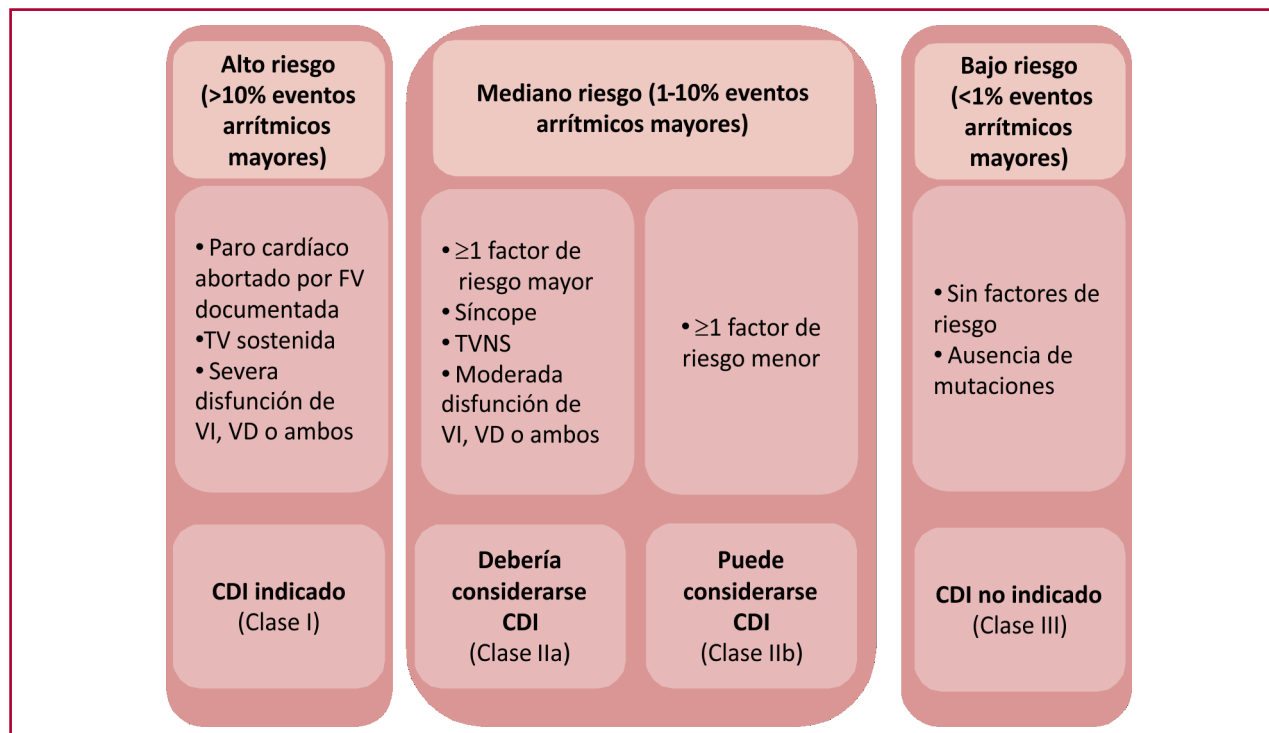 Alto riesgo
(>10% eventos
arrítmicos
mayores)
Mediano riesgo (1-10% eventos
arrítmicos mayores)
Bajo riesgo
(<1% eventos
arrítmicos
mayores)
• Paro cardíaco
abortado por FV
documentada
•TV sostenida
• Severa
disfunción de
VI, VD o ambos
• ≥1 factor de
riesgo mayor
• Síncope
• TVNS
• Moderada
disfunción de
VI, VD o ambos
• ≥1 factor de
riesgo menor
• Sin factores de
riesgo
• Ausencia de
mutaciones
CDI indicado
(Clase I)
Debería
considerarse
CDI
(Clase IIa)
Puede
considerarse
CDI
(Clase IIb)
CDI no indicado
(Clase III)